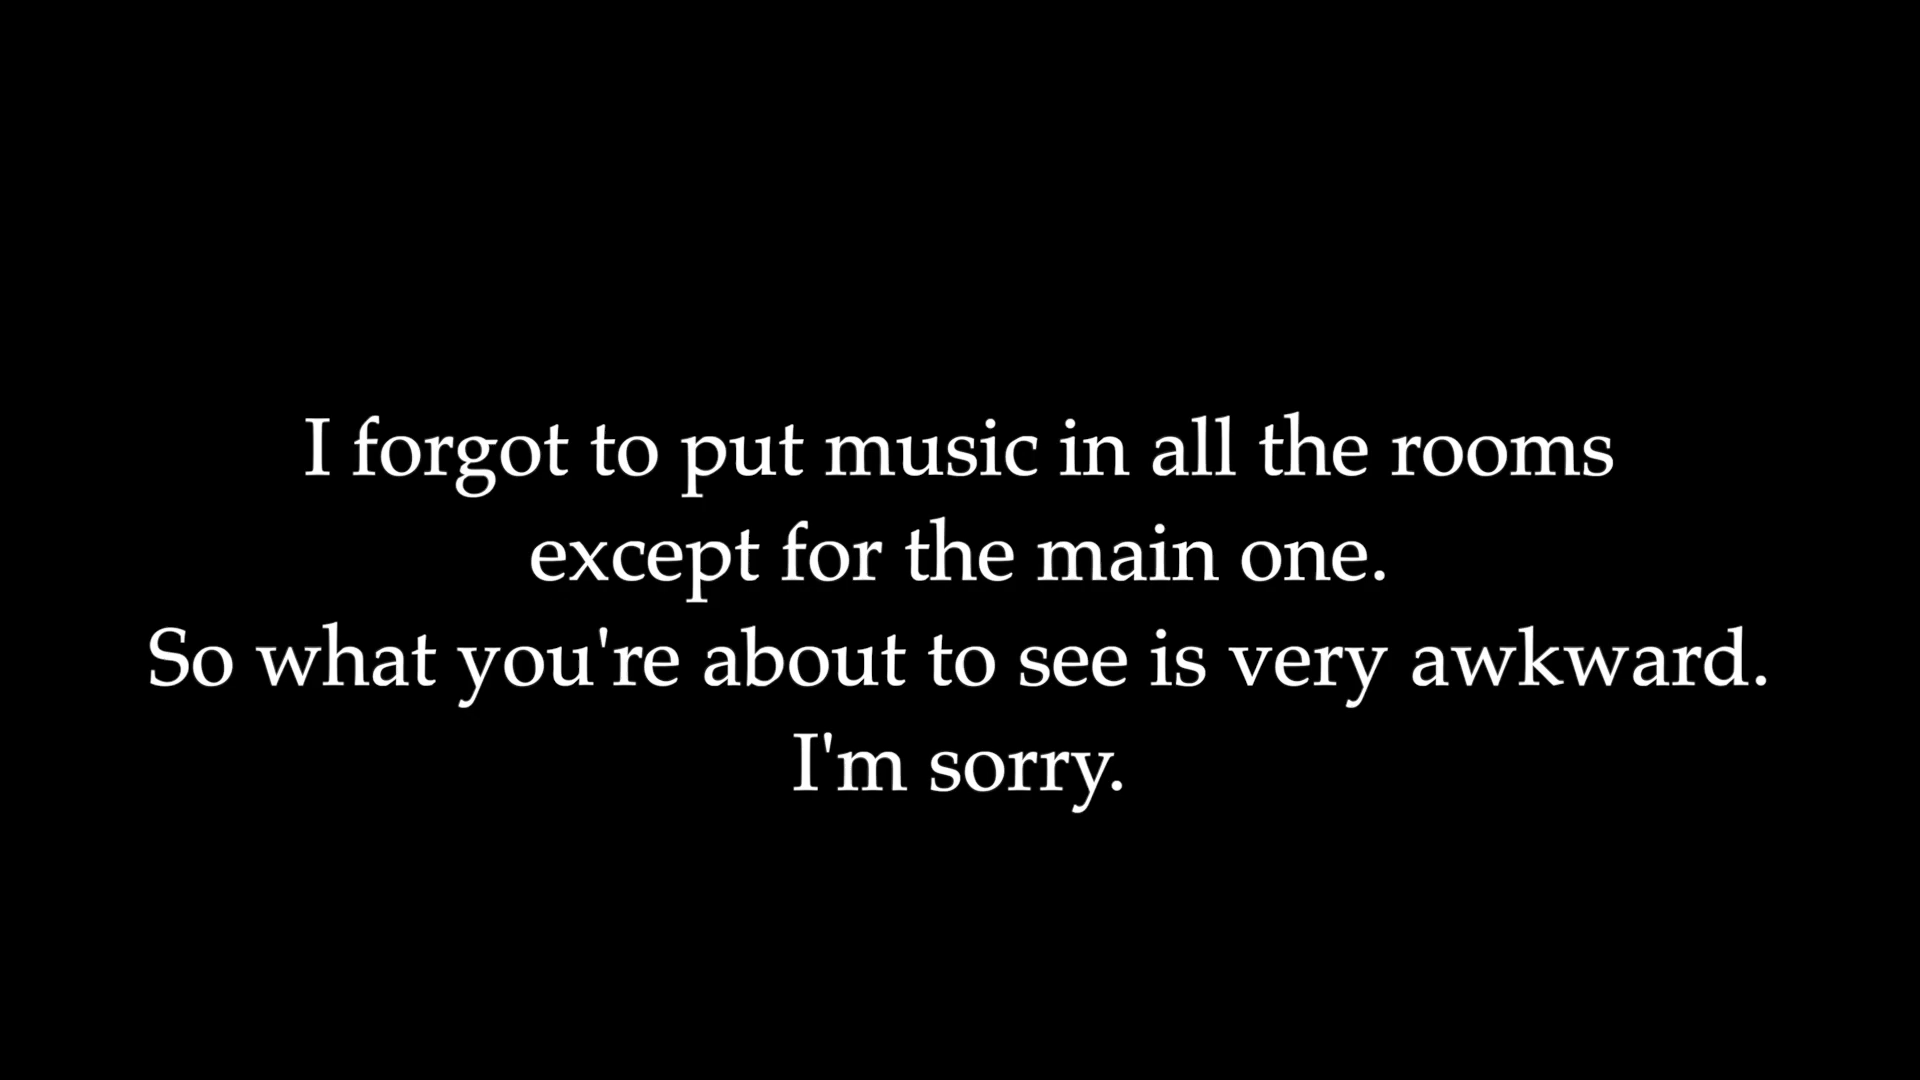 I forgot to put music in all the rooms
except for the main one.
So what you're about to see is very awkward.
I'm sorry.